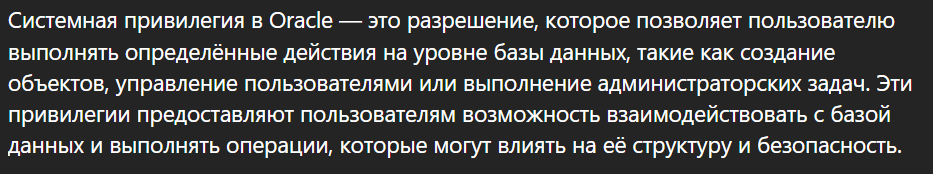 Системная привилегия в Oracle — это разрешение, которое позволяет пользователю
выполнять определённые действия на уровне базы данных, такие как создание
объектов, управление пользователями или выполнение администраторских задач. Эти
привилегии предоставляют пользователям возможность взаимодействовать с базой
данных и выполнять операции, которые могут влиять на её структуру и безопасность.